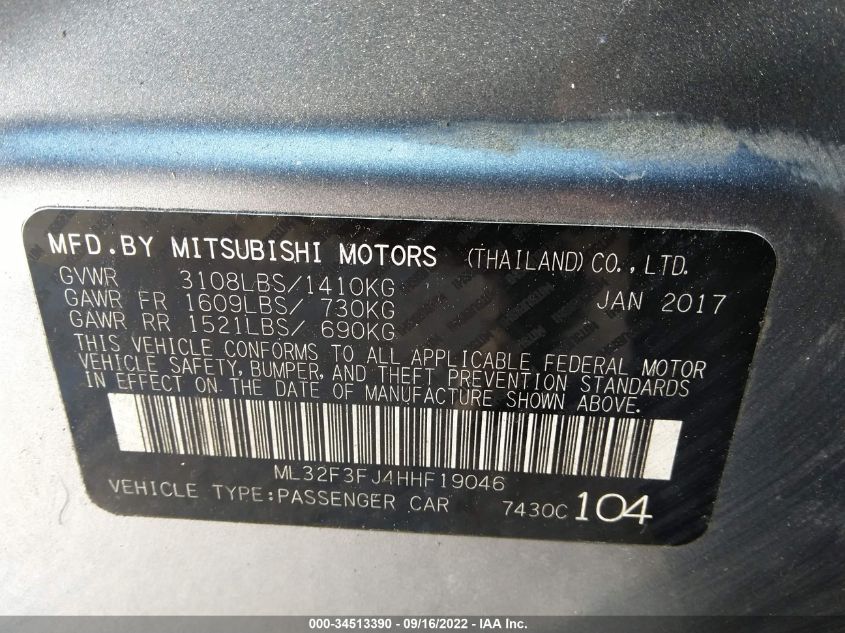 MFD.BY MITSUBISHI MOTORS (THAILAND) CO., LTD.
GVWR 3108LBS/1410KG JAN 2017
GAWR FR 1609LBS/ 730KG
GAWR RR 1521LBS/ 690KG
THIS VEHICLE CONFORMS TO ALL APPLICABLE FEDERAL MOTOR
VEHICLE SAFETY, BUMPER, AND THEFT PREVENTION STANDARDS
IN EFFECT ON THE DATE OF MANUFACTURE SHOWN ABOVE.
ML32F3FJ4HHF19046
VEHICLE TYPE:PASSENGER CAR 7430C 104
000-34513390 - 09/16/2022 - IAA Inc.